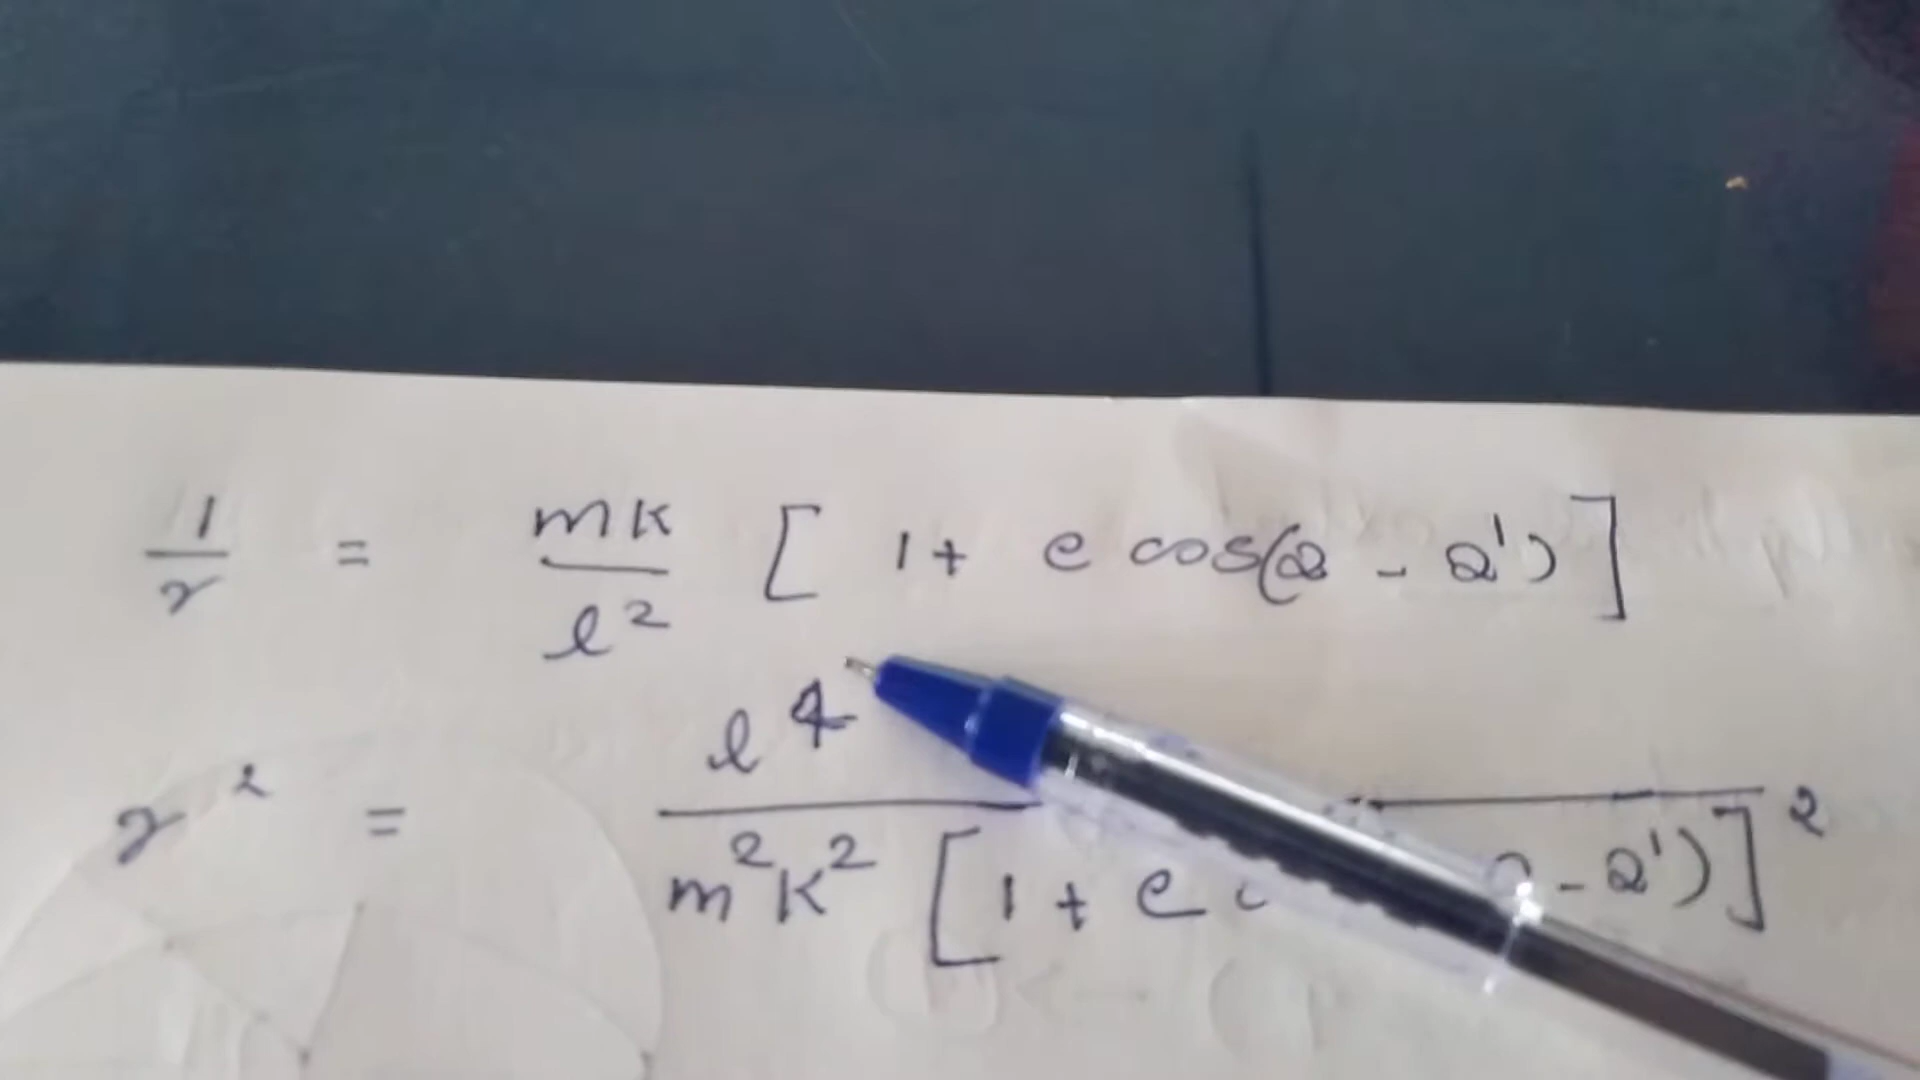 1/r = mk/l² [ 1 + e cos(θ - θ') ]
r² = l⁴ / m²k² [ 1 + e c θ - θ') ]²